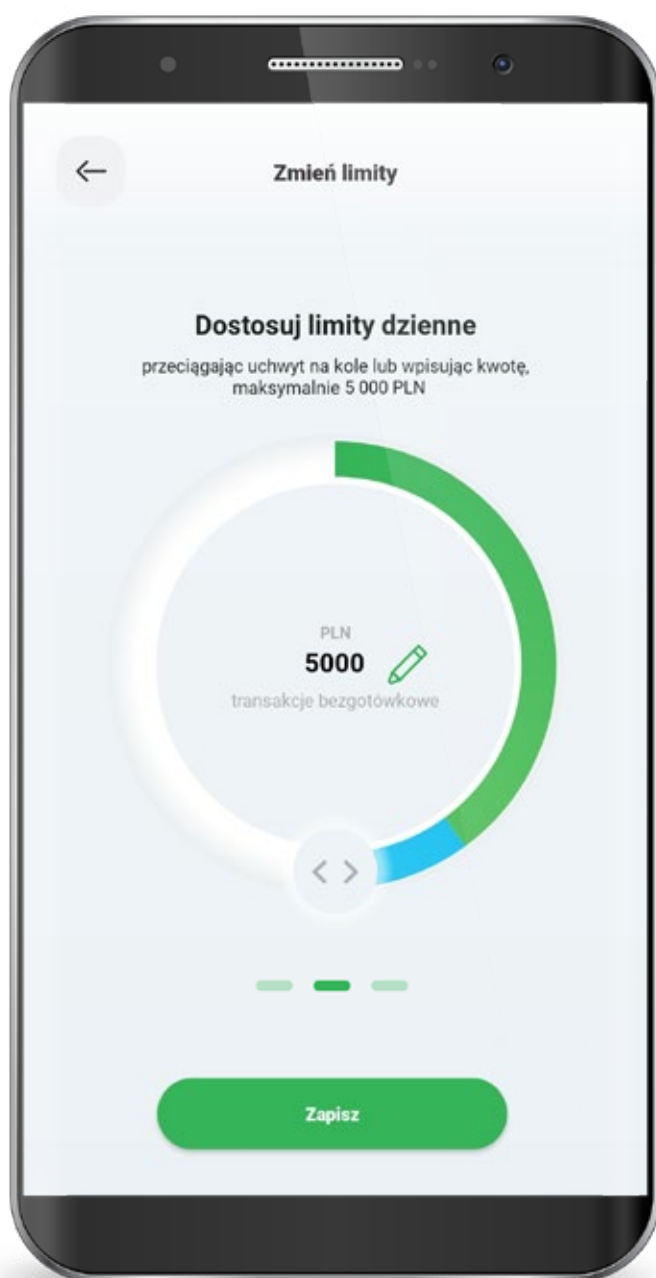 Zmień limity
Dostosuj limity dzienne
przeciągając uchwyt na kole lub wpisując kwotę,
maksymalnie 5 000 PLN
PLN
5000
transakcje bezgotówkowe
Zapisz